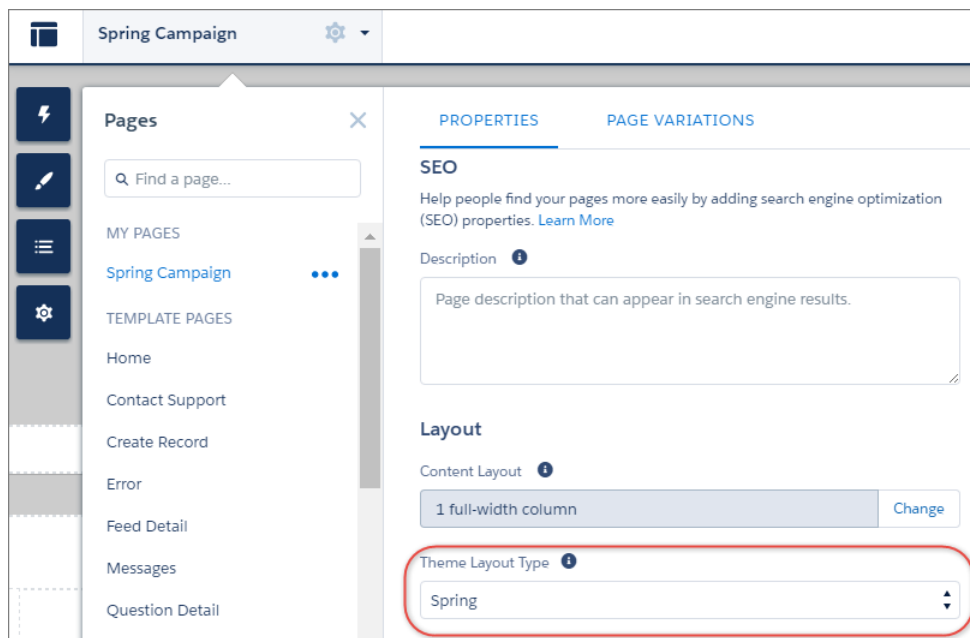 Spring Campaign
Pages
Find a page...
MY PAGES
Spring Campaign
TEMPLATE PAGES
Home
Contact Support
Create Record
Error
Feed Detail
Messages
Question Detail
PROPERTIES
PAGE VARIATIONS
SEO
Help people find your pages more easily by adding search engine optimization
(SEO) properties. Learn More
Description
Page description that can appear in search engine results.
Layout
Content Layout
1 full-width column
Change
Theme Layout Type
Spring